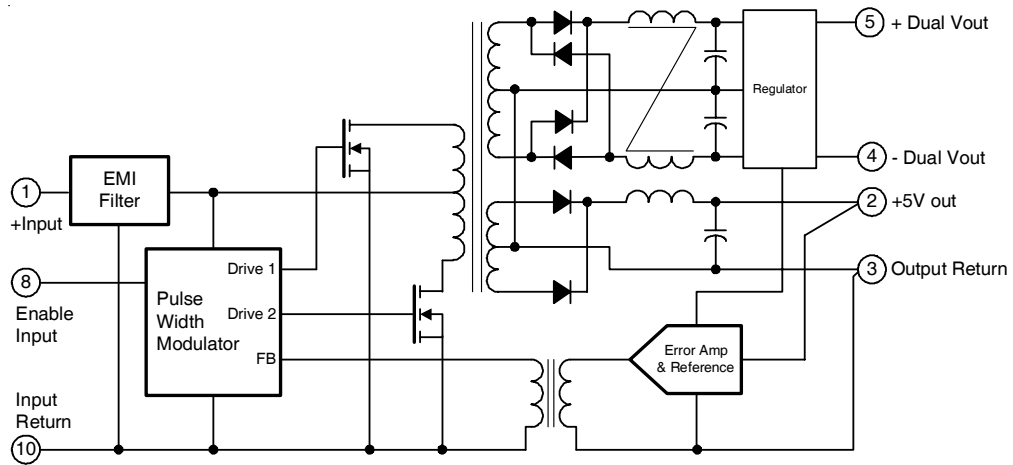 5 + Dual Vout
Regulator
4 - Dual Vout
EMI
Filter
1
+Input
2 +5V out
Drive 1
3 Output Return
8
Enable
Input
Pulse
Width
Modulator
Drive 2
FB
Error Amp
& Reference
Input
Return
10